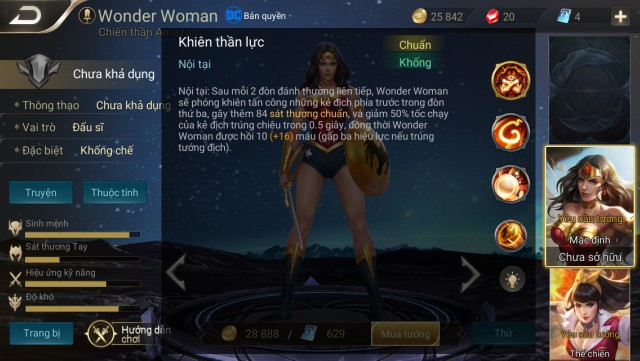 Wonder Woman
DC Bản quyền
25 842
20
4
Chiến thần Ama
Khiên thần lực
Chuẩn
Nội tại
Khống
Chưa khả dụng
Nội tại: Sau mỗi 2 đòn đánh thường liên tiếp, Wonder Woman
sẽ phóng khiên tấn công những kẻ địch phía trước trong đòn
thứ ba, gây thêm 84 sát thương chuẩn, và giảm 50% tốc chạy
của kẻ địch trúng chiêu trong 0.5 giây, đồng thời Wonder
Woman được hồi 10 (+16) máu (gấp ba hiệu lực nếu trúng
tướng địch).
Thông thạo Chưa khả dụng
Vai trò Đấu sĩ
Đặc biệt Khống chế
Truyện
Thuộc tính
Sinh mệnh
Sát thương Tay
Hiệu ứng kỹ năng
Độ khó
Trang bị
Hướng dẫn
chơi
28 888 / 629
Mua tướng
Thử
Yêu cầu tướng
Mặc định
Chưa sở hữu
Yêu cầu tướng
Thế chiến